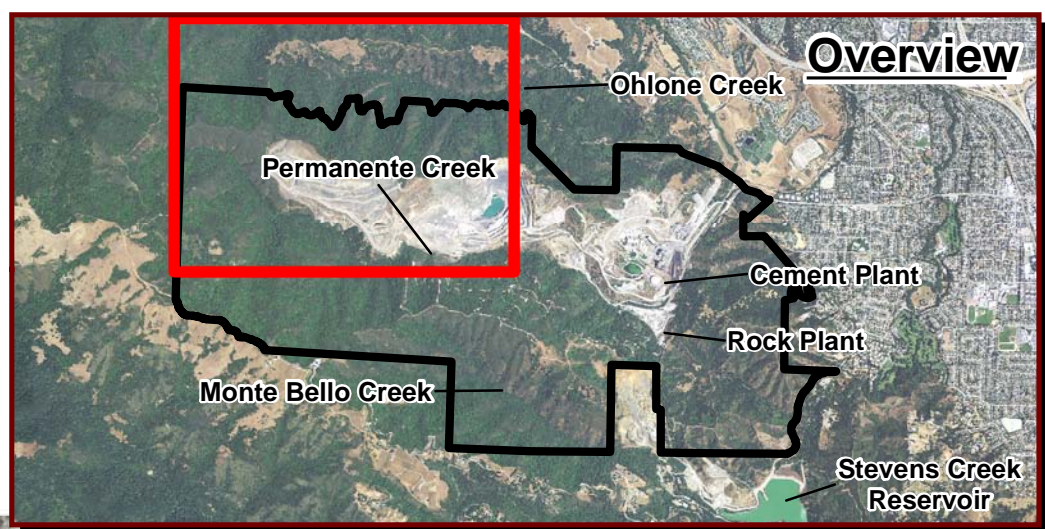 Overview
Ohlone Creek
Permanente Creek
Cement Plant
Rock Plant
Monte Bello Creek
Stevens Creek
Reservoir